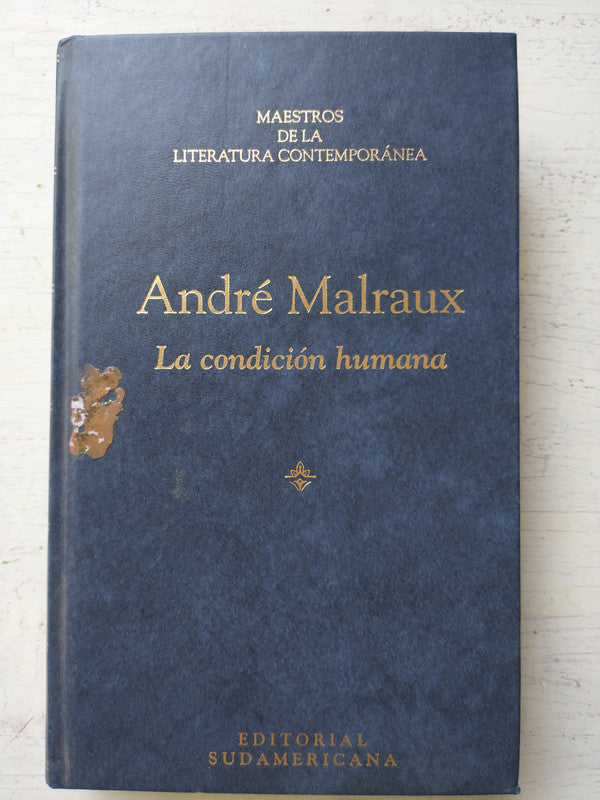 MAESTROS
DE LA
LITERATURA CONTEMPORÁNEA
André Malraux
La condición humana
EDITORIAL
SUDAMERICANA